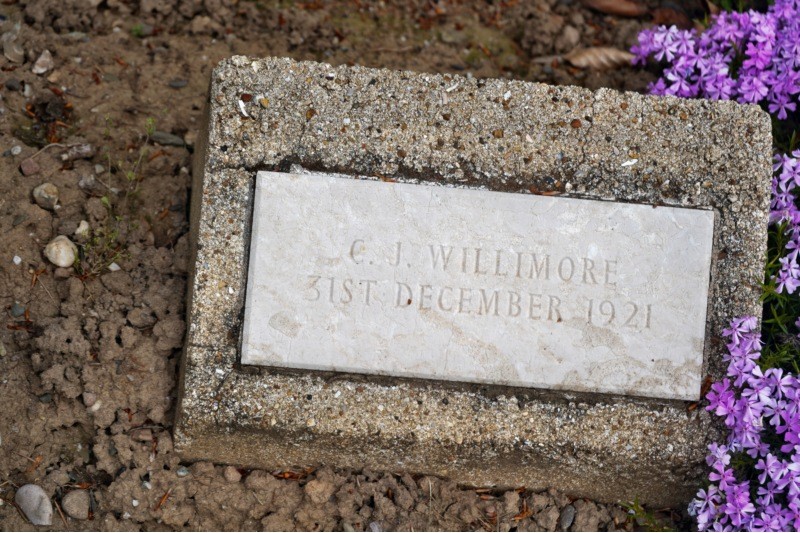 C. J. WILLIMORE
31ST DECEMBER 1921